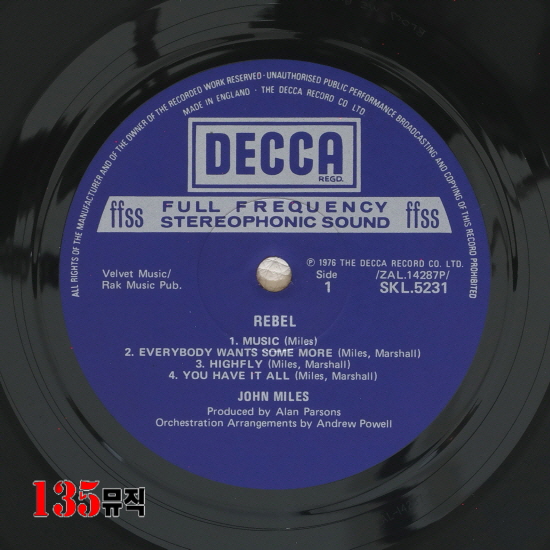 ALL RIGHTS OF THE MANUFACTURER AND OF THE OWNER OF THE RECORDED WORK RESERVED · UNAUTHORISED PUBLIC PERFORMANCE BROADCASTING AND COPYING OF THIS RECORD PROHIBITED
MADE IN ENGLAND · THE DECCA RECORD CO LTD
DECCA
REGD.
ffss FULL FREQUENCY STEREOPHONIC SOUND ffss
℗ 1976 THE DECCA RECORD CO. LTD.
Velvet Music/ Side /ZAL.14287P/
Rak Music Pub. 1 SKL.5231
REBEL
1. MUSIC (Miles)
2. EVERYBODY WANTS SOME MORE (Miles, Marshall)
3. HIGHFLY (Miles, Marshall)
4. YOU HAVE IT ALL (Miles, Marshall)
JOHN MILES
Produced by Alan Parsons
Orchestration Arrangements by Andrew Powell
135뮤직